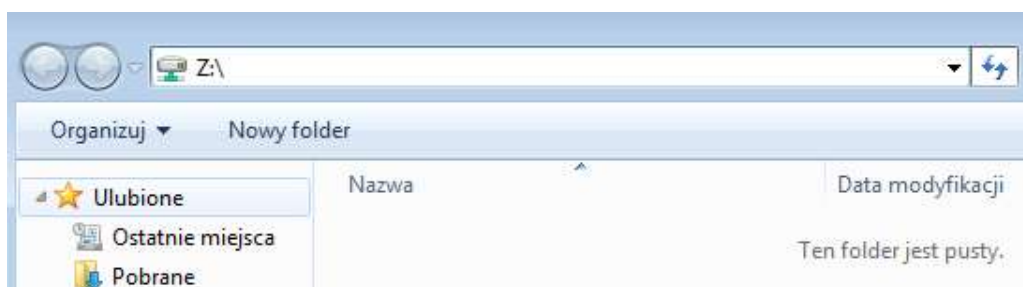 Z:\
Organizuj Nowy folder
Ulubione
Nazwa Data modyfikacji
Ostatnie miejsca
Ten folder jest pusty.
Pobrane